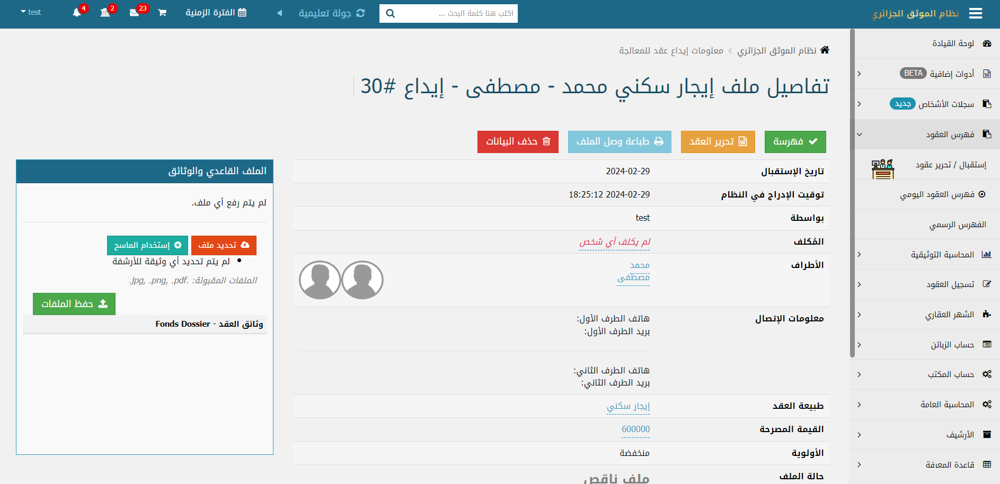 نظام الموثق الجزائري
اكتب هنا كلمة البحث ...
جولة تعليمية
الفترة الزمنية
23
2
4
test
لوحة القيادة
أدوات إضافية BETA
سجلات الأشخاص جديد
فهرس العقود
إستقبال / تحرير عقود
فهرس العقود اليومي
الفهرس الرسمي
المحاسبة التوثيقية
تسجيل العقود
الشهر العقاري
حساب الزبائن
حساب المكتب
المحاسبة العامة
الأرشيف
قاعدة المعرفة
نظام الموثق الجزائري
معلومات إيداع عقد للمعالجة
تفاصيل ملف إيجار سكني محمد - مصطفى - إيداع #30
فهرسة
تحرير العقد
طباعة وصل الملف
حذف البيانات
تاريخ الإستقبال 2024-02-29
توقيت الإدراج في النظام 2024-02-29 18:25:12
بواسطة test
المُكلف لم يكلف أي شخص
الأطراف محمد
مصطفى
معلومات الإتصال هاتف الطرف الأول:
بريد الطرف الأول:
هاتف الطرف الثاني:
بريد الطرف الثاني:
طبيعة العقد إيجار سكني
القيمة المصرحة 600000
الأولوية منخفضة
حالة الملف ملف ناقص
الملف القاعدي والوثائق
لم يتم رفع أي ملف.
تحديد ملف
إستخدام الماسح
لم يتم تحديد أي وثيقة للأرشفة
الملفات المقبولة: .jpg, .png, .pdf.
حفظ الملفات
وثائق العقد - Fonds Dossier